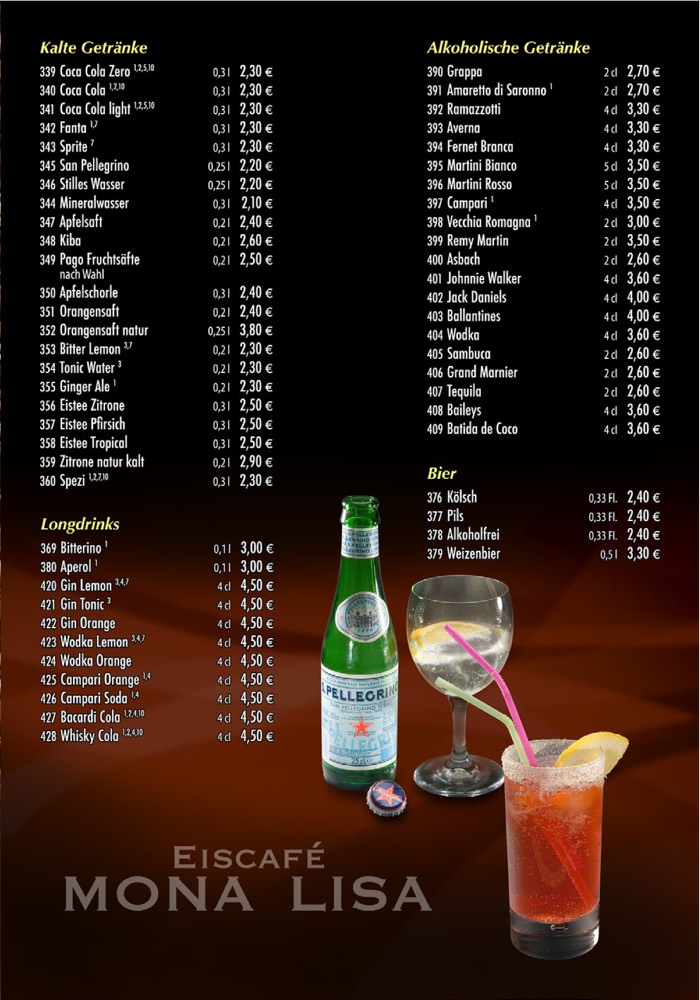 Kalte Getränke
339 Coca Cola Zero 1,2,5,10 0,3 l 2,30 €
340 Coca Cola 1,2,10 0,3 l 2,30 €
341 Coca Cola light 1,2,5,10 0,3 l 2,30 €
342 Fanta 1,7 0,3 l 2,30 €
343 Sprite 7 0,3 l 2,30 €
345 San Pellegrino 0,25 l 2,20 €
346 Stilles Wasser 0,25 l 2,20 €
344 Mineralwasser 0,3 l 2,10 €
347 Apfelsaft 0,2 l 2,40 €
348 Kiba 0,2 l 2,60 €
349 Pago Fruchtsäfte 0,2 l 2,50 €
nach Wahl
350 Apfelschorle 0,3 l 2,40 €
351 Orangensaft 0,2 l 2,40 €
352 Orangensaft natur 0,25 l 3,80 €
353 Bitter Lemon 3,7 0,2 l 2,30 €
354 Tonic Water 3 0,2 l 2,30 €
355 Ginger Ale 1 0,2 l 2,30 €
356 Eistee Zitrone 0,3 l 2,50 €
357 Eistee Pfirsich 0,3 l 2,50 €
358 Eistee Tropical 0,3 l 2,50 €
359 Zitrone natur kalt 0,2 l 2,90 €
360 Spezi 1,2,7,10 0,3 l 2,30 €
Longdrinks
369 Bitterino 1 0,1 l 3,00 €
380 Aperol 1 0,1 l 3,00 €
420 Gin Lemon 3,4,7 4 cl 4,50 €
421 Gin Tonic 3 4 cl 4,50 €
422 Gin Orange 4 cl 4,50 €
423 Wodka Lemon 3,4,7 4 cl 4,50 €
424 Wodka Orange 4 cl 4,50 €
425 Campari Orange 1,4 4 cl 4,50 €
426 Campari Soda 1,4 4 cl 4,50 €
427 Bacardi Cola 1,2,4,10 4 cl 4,50 €
428 Whisky Cola 1,2,4,10 4 cl 4,50 €
Alkoholische Getränke
390 Grappa 2 cl 2,70 €
391 Amaretto di Saronno 1 2 cl 2,70 €
392 Ramazzotti 4 cl 3,30 €
393 Averna 4 cl 3,30 €
394 Fernet Branca 4 cl 3,30 €
395 Martini Bianco 5 cl 3,50 €
396 Martini Rosso 5 cl 3,50 €
397 Campari 1 4 cl 3,50 €
398 Vecchia Romagna 1 2 cl 3,00 €
399 Remy Martin 2 cl 3,50 €
400 Asbach 2 cl 2,60 €
401 Johnnie Walker 4 cl 3,60 €
402 Jack Daniels 4 cl 4,00 €
403 Ballantines 4 cl 4,00 €
404 Wodka 4 cl 3,60 €
405 Sambuca 2 cl 2,60 €
406 Grand Marnier 2 cl 2,60 €
407 Tequila 2 cl 2,60 €
408 Baileys 4 cl 3,60 €
409 Batida de Coco 4 cl 3,60 €
Bier
376 Kölsch 0,33 Fl. 2,40 €
377 Pils 0,33 Fl. 2,40 €
378 Alkoholfrei 0,33 Fl. 2,40 €
379 Weizenbier 0,5 l 3,30 €
S.PELLEGRINO
Eiscafé
MONA LISA